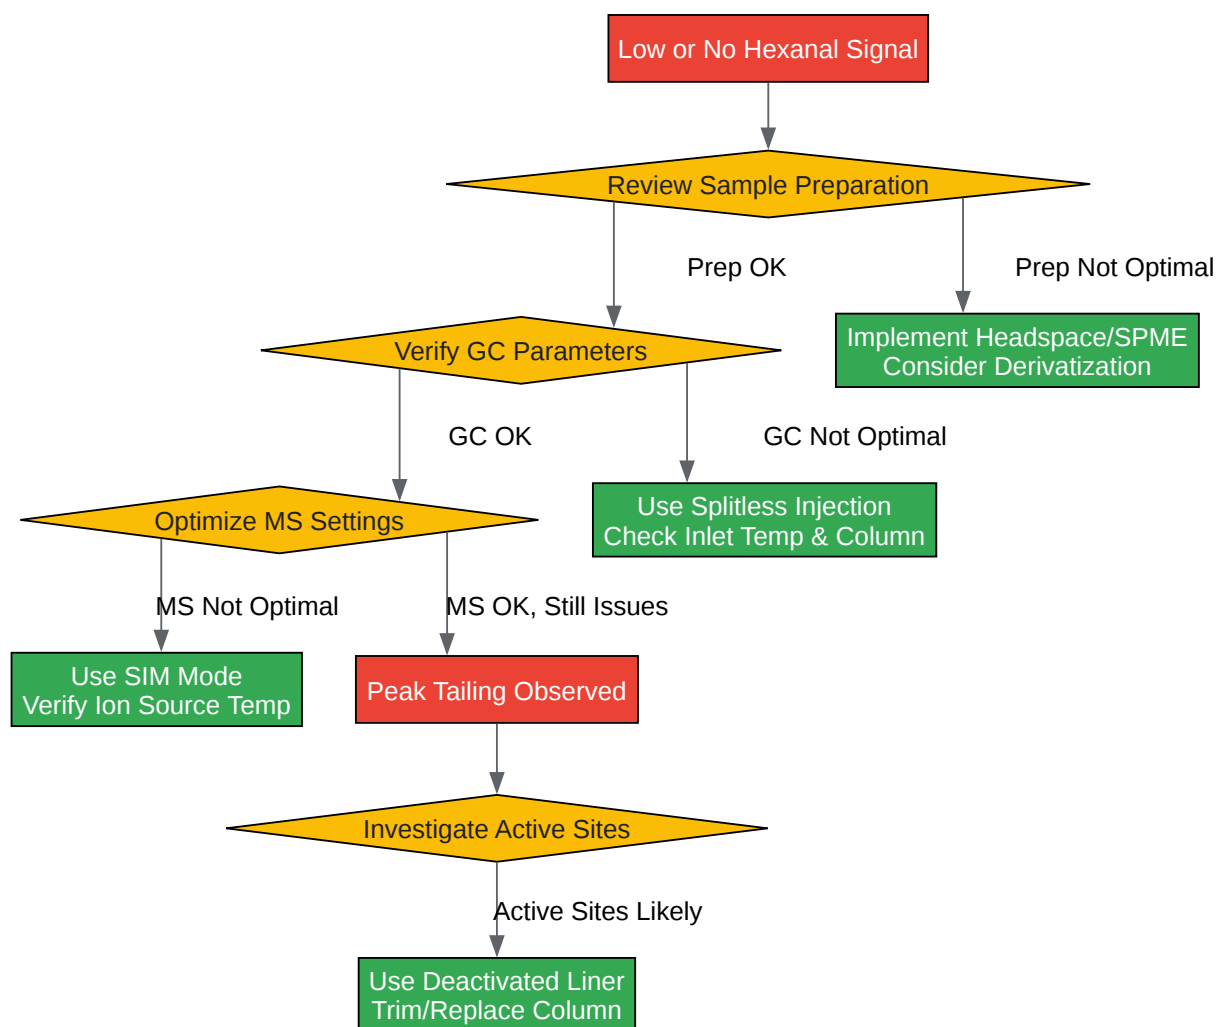 Low or No Hexanal Signal
Review Sample Preparation
Prep OK
Prep Not Optimal
Implement Headspace/SPME
Consider Derivatization
Verify GC Parameters
GC OK
GC Not Optimal
Use Splitless Injection
Check Inlet Temp & Column
Optimize MS Settings
MS Not Optimal
MS OK, Still Issues
Use SIM Mode
Verify Ion Source Temp
Peak Tailing Observed
Investigate Active Sites
Active Sites Likely
Use Deactivated Liner
Trim/Replace Column